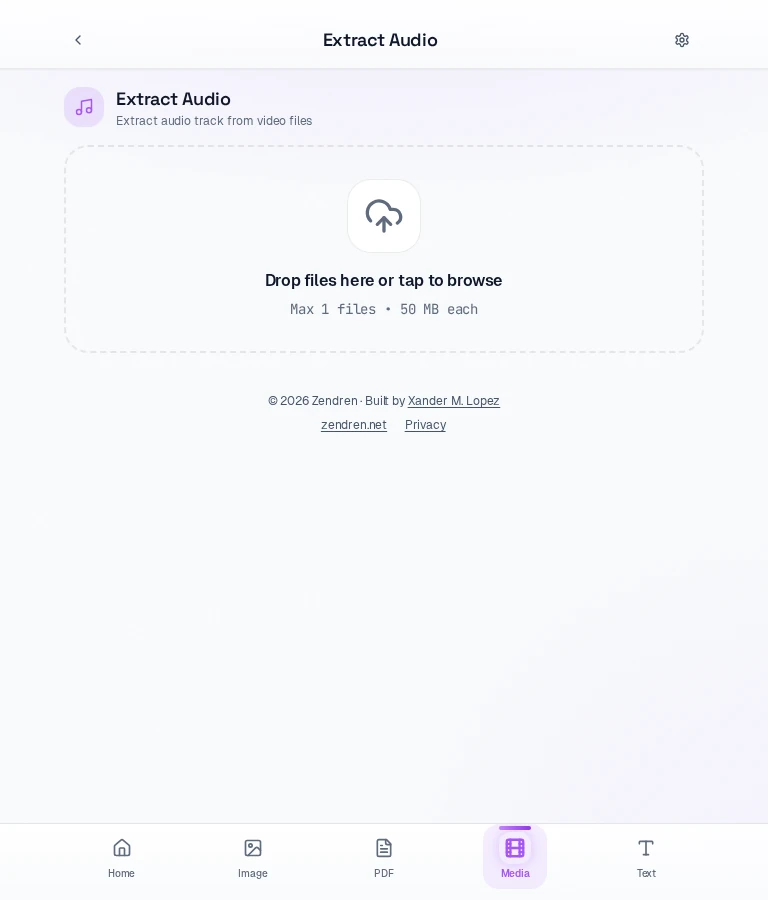 Extract Audio
Extract Audio
Extract audio track from video files
Drop files here or tap to browse
Max 1 files • 50 MB each
© 2026 Zendren · Built by Xander M. Lopez
zendren.net Privacy
Home Image PDF Media Text